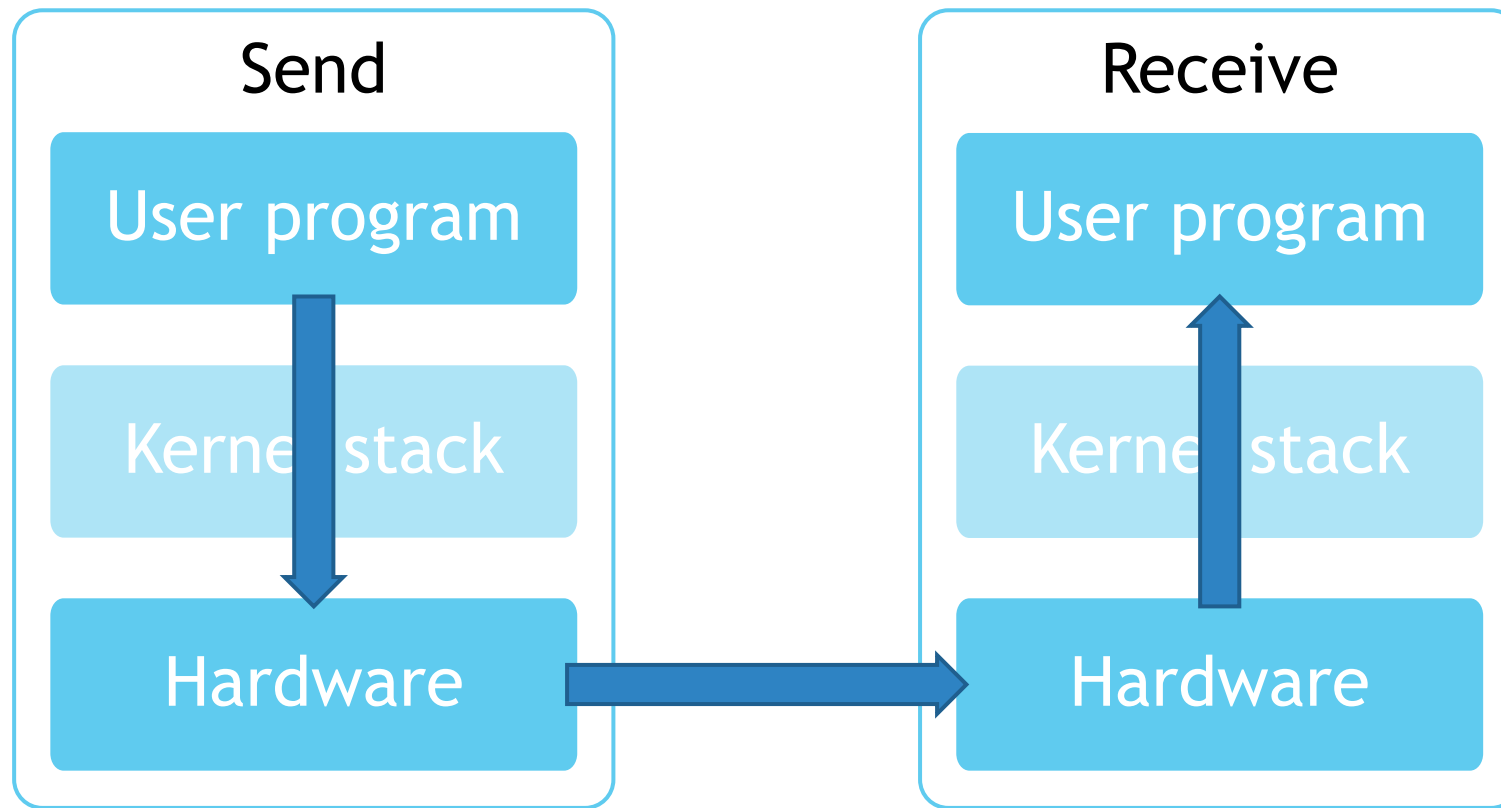 Send
User program
Kerne stack
Hardware
Receive
User program
Kerne stack
Hardware